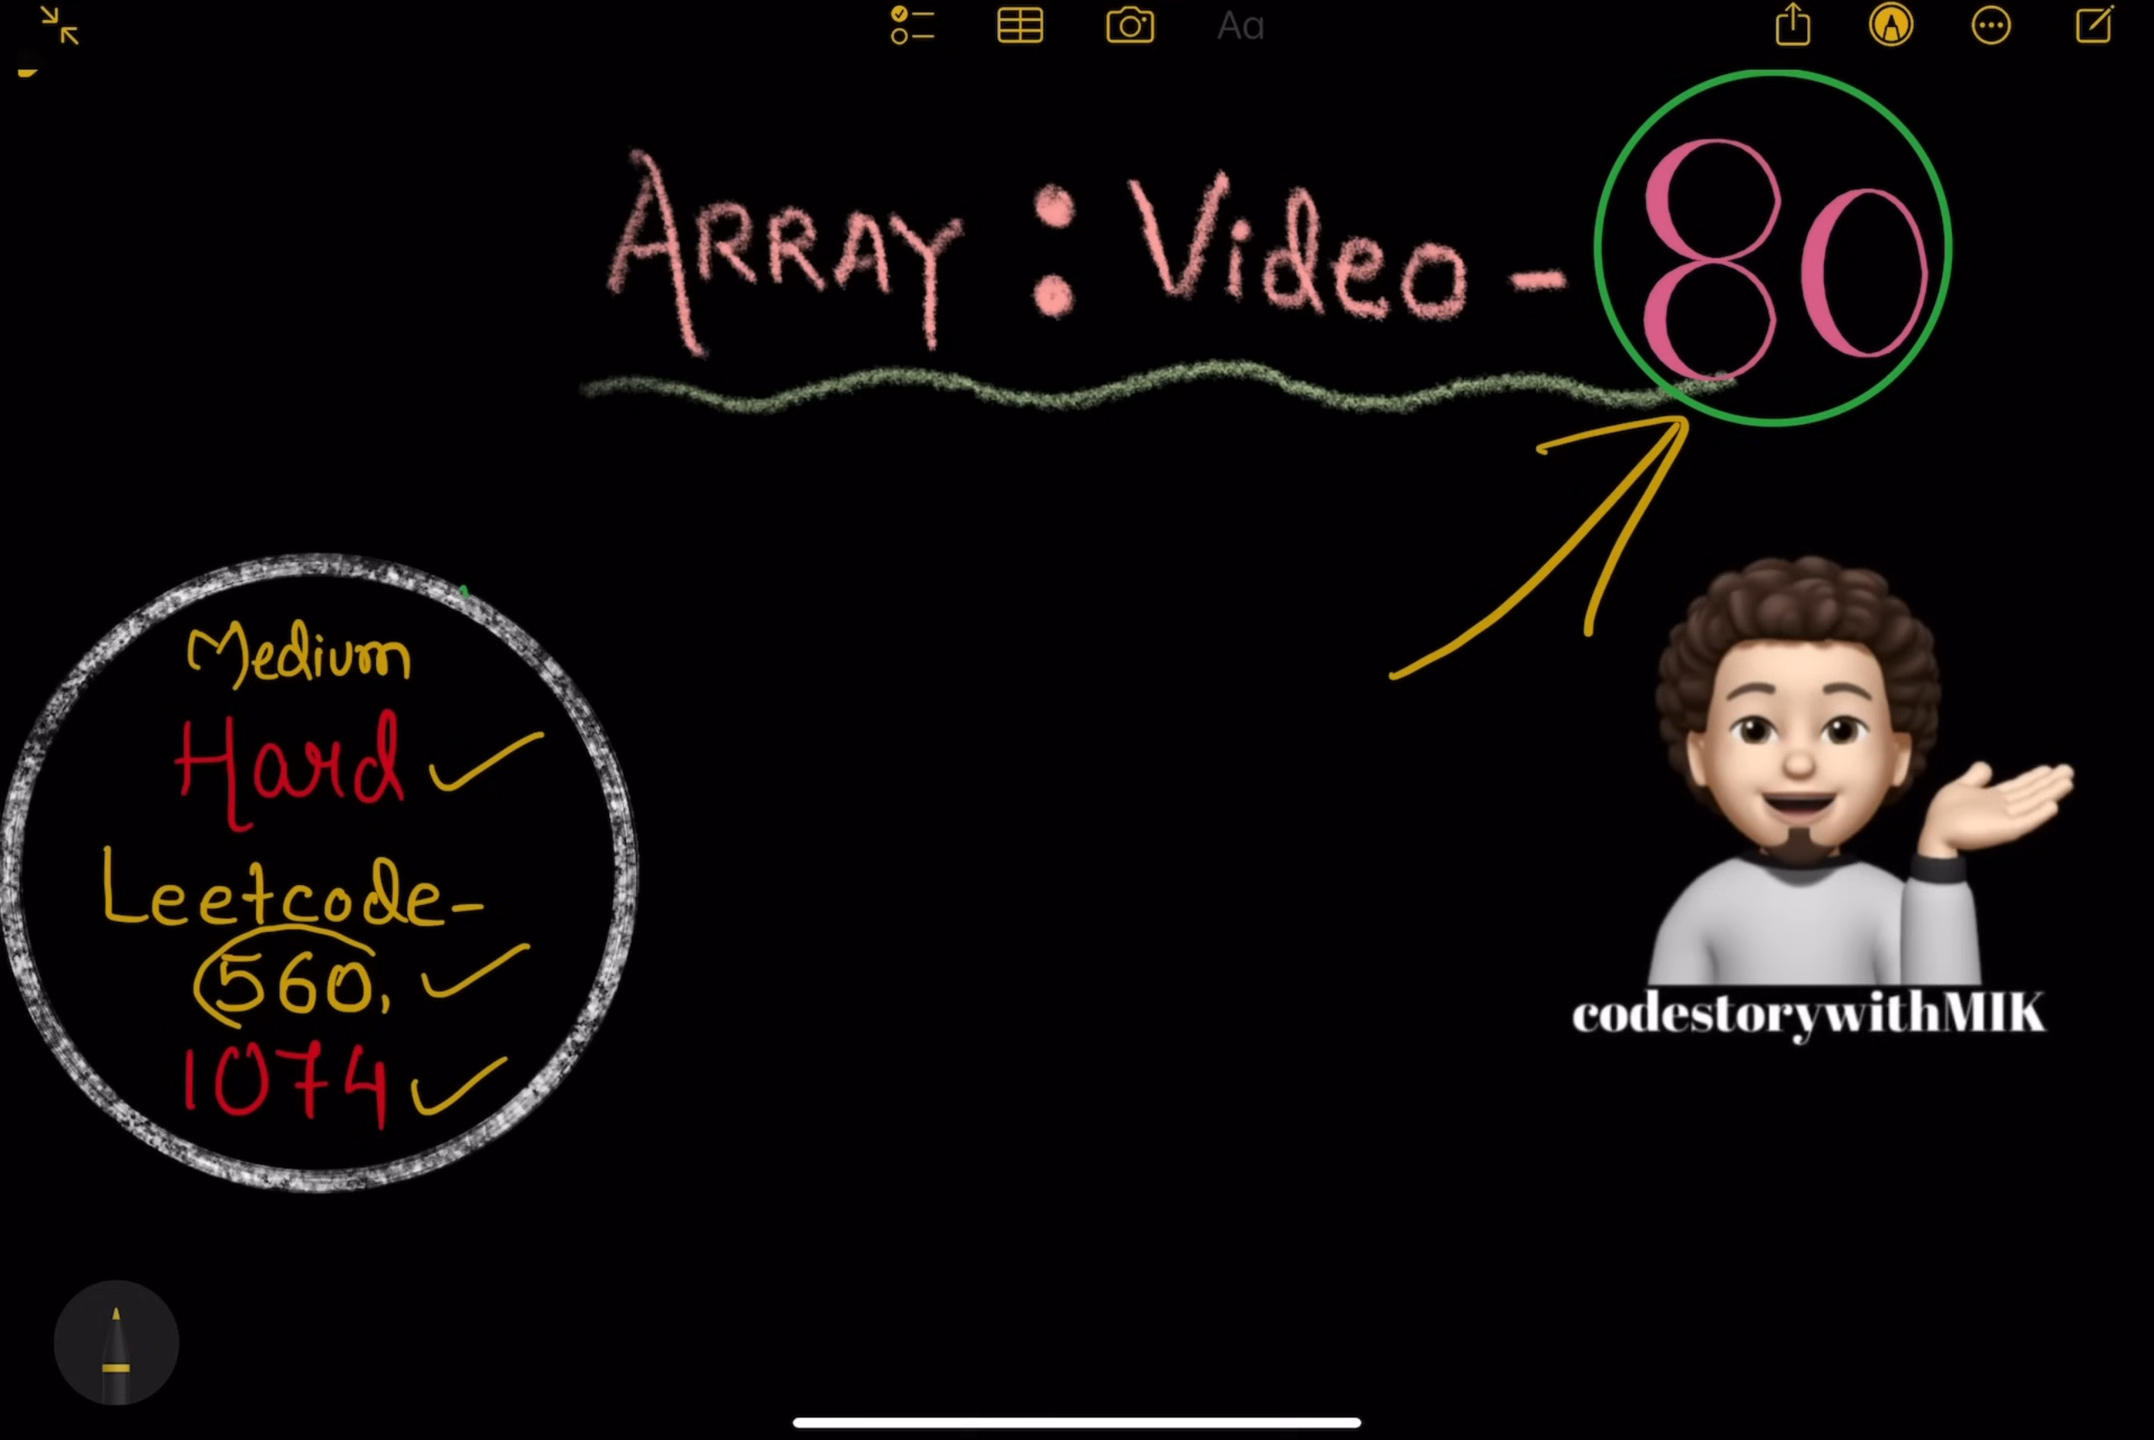 Aa
ARRAY : Video - 80
Medium
Hard
Leetcode-
560,
1074
codestorywithMIK